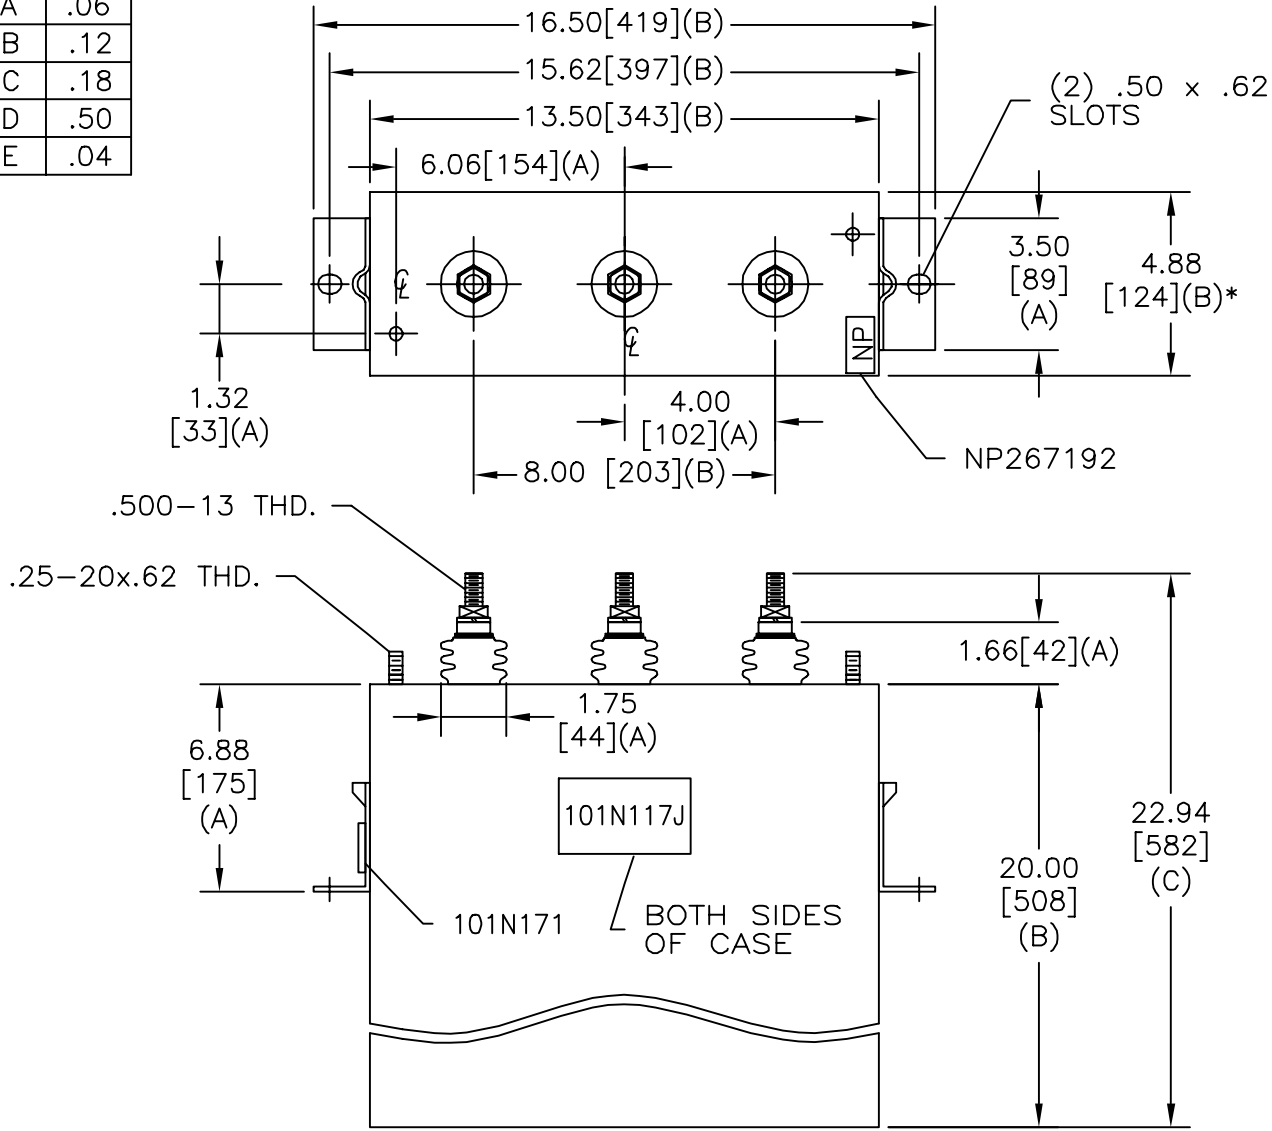 A .06
B .12
C .18
D .50
E .04
16.50[419](B)
15.62[397](B)
13.50[343](B)
6.06[154](A)
(2) .50 x .62
SLOTS
3.50
[89]
(A)
4.88
[124](B)*
℄
℄
NP
1.32
[33](A)
4.00
[102](A)
8.00 [203](B)
NP267192
.500-13 THD.
.25-20x.62 THD.
1.66[42](A)
1.75
[44](A)
6.88
[175]
(A)
101N117J
22.94
[582]
(C)
20.00
[508]
(B)
101N171
BOTH SIDES
OF CASE